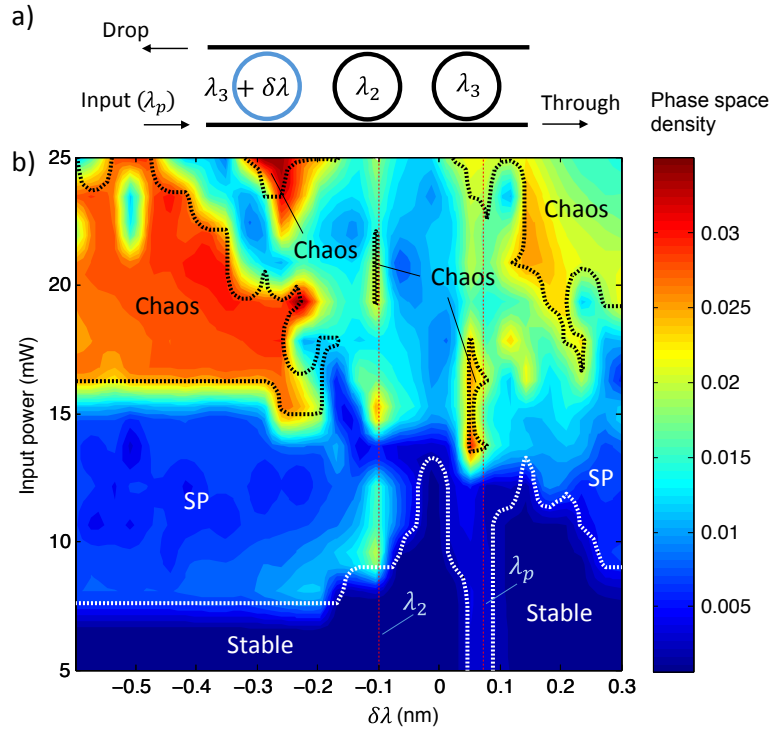 a)
Drop
λ₃ + δλ
λ₂
λ₃
Input (λₚ)
Through
Phase space
density
b)
25
20
15
10
5
Input power (mW)
Chaos
Chaos
Chaos
Chaos
SP
SP
λₚ
λ₂
Stable
Stable
−0.5
−0.4
−0.3
−0.2
−0.1
0
0.1
0.2
0.3
δλ (nm)
0.03
0.025
0.02
0.015
0.01
0.005